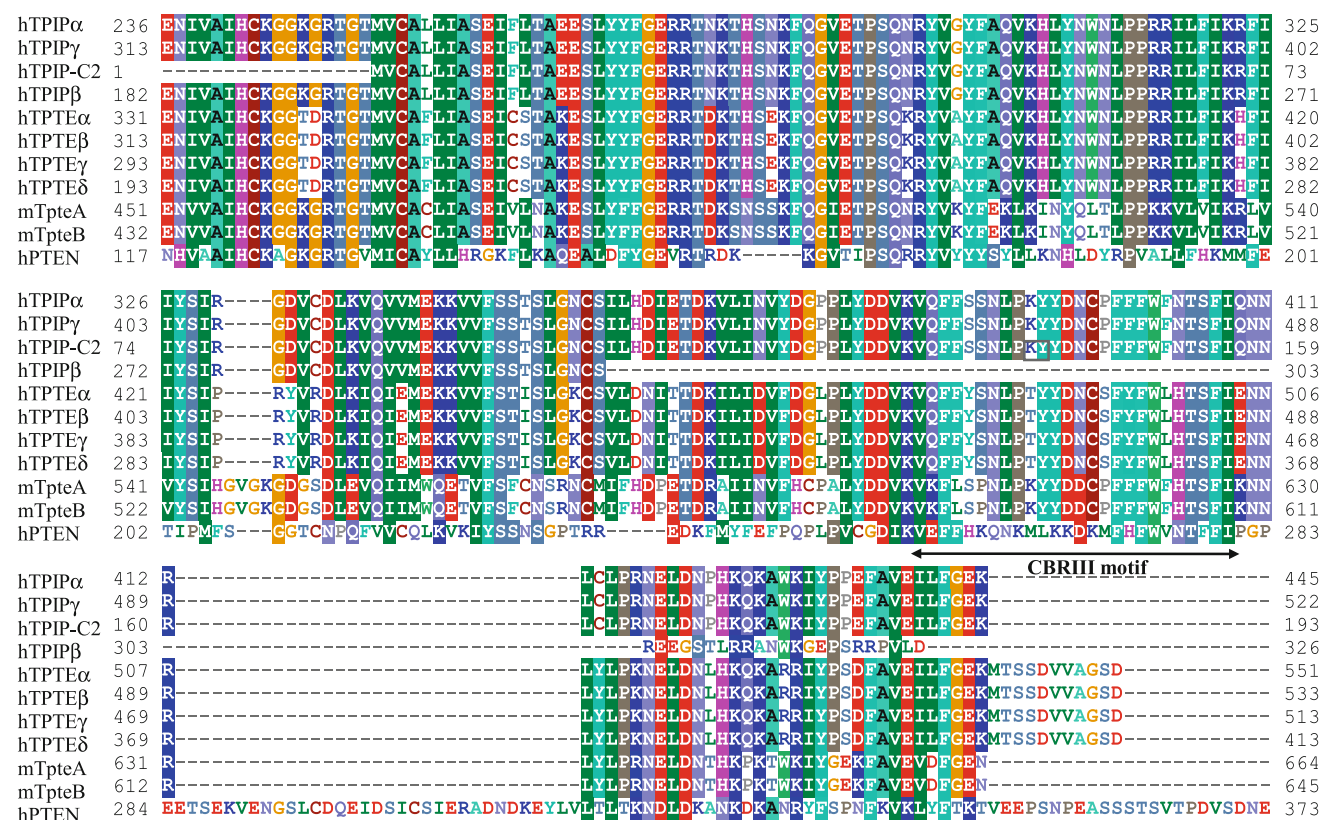 hTPIPα 236 ENIVAIHCKGGKGRTGTMVCALLIASEIFLTAEESLYYFGERRTNKTHSNKFQGVETPSQNRYVGYFAQVKHLYNWNLPPRRILFIKRFI 325
hTPIPγ 313 ENIVAIHCKGGKGRTGTMVCALLIASEIFLTAEESLYYFGERRTNKTHSNKFQGVETPSQNRYVGYFAQVKHLYNWNLPPRRILFIKRFI 402
hTPIP-C2 1 -----------------MVCALLIASEIFLTAEESLYYFGERRTNKTHSNKFQGVETPSQNRYVGYFAQVKHLYNWNLPPRRILFIKRFI 73
hTPIPβ 182 ENIVAIHCKGGKGRTGTMVCALLIASEIFLTAEESLYYFGERRTNKTHSNKFQGVETPSQNRYVGYFAQVKHLYNWNLPPRRILFIKRFI 271
hTPTEα 331 ENIVAIHCKGGTDRTGTMVCAFLIASEICSTAKESLYYFGERRTDKTHSEKFQGVETPSQKRYVAYFAQVKHLYNWNLPPRRILFIKHFI 420
hTPTEβ 313 ENIVAIHCKGGTDRTGTMVCAFLIASEICSTAKESLYYFGERRTDKTHSEKFQGVETPSQKRYVAYFAQVKHLYNWNLPPRRILFIKHFI 402
hTPTEγ 293 ENIVAIHCKGGTDRTGTMVCAFLIASEICSTAKESLYYFGERRTDKTHSEKFQGVETPSQKRYVAYFAQVKHLYNWNLPPRRILFIKHFI 382
hTPTEδ 193 ENIVAIHCKGGTDRTGTMVCAFLIASEICSTAKESLYYFGERRTDKTHSEKFQGVETPSQKRYVAYFAQVKHLYNWNLPPRRILFIKHFI 282
mTpteA 451 ENVVAIHCKGGKGRTGTMVCACLIASEIVLNAKESLYFFGERRTDKSNSSKFQGIETPSQNRYVKYFEKLKINYQLTLPPKKVLVIKRLV 540
mTpteB 432 ENVVAIHCKGGKGRTGTMVCACLIASEIVLNAKESLYFFGERRTDKSNSSKFQGIETPSQNRYVKYFEKLKINYQLTLPPKKVLVIKRLV 521
hPTEN 117 NHVAAIHCKAGKGRTGVMICAYLLHRGKFLKAQEALDFYGEVRTRDK-----KGVTIPSQRRYVYYYSYLLKNHLDYRPVALLFHKMMFE 201
hTPIPα 326 IYSIR----GDVCDLKVQVVMEKKVVFSSTSLGNCSILHDIETDKVLINVYDGPPLYDDVKVQFFSSNLPKYYDNCPFFFWFNTSFIQNN 411
hTPIPγ 403 IYSIR----GDVCDLKVQVVMEKKVVFSSTSLGNCSILHDIETDKVLINVYDGPPLYDDVKVQFFSSNLPKYYDNCPFFFWFNTSFIQNN 488
hTPIP-C2 74 IYSIR----GDVCDLKVQVVMEKKVVFSSTSLGNCSILHDIETDKVLINVYDGPPLYDDVKVQFFSSNLPKYYDNCPFFFWFNTSFIQNN 159
hTPIPβ 272 IYSIR----GDVCDLKVQVVMEKKVVFSSTSLGNCS------------------------------------------------------ 303
hTPTEα 421 IYSIP----RYVRDLKIQIEMEKKVVFSTISLGKCSVLDNITTDKILIDVFDGLPLYDDVKVQFFYSNLPTYYDNCSFYFWLHTSFIENN 506
hTPTEβ 403 IYSIP----RYVRDLKIQIEMEKKVVFSTISLGKCSVLDNITTDKILIDVFDGLPLYDDVKVQFFYSNLPTYYDNCSFYFWLHTSFIENN 488
hTPTEγ 383 IYSIP----RYVRDLKIQIEMEKKVVFSTISLGKCSVLDNITTDKILIDVFDGLPLYDDVKVQFFYSNLPTYYDNCSFYFWLHTSFIENN 468
hTPTEδ 283 IYSIP----RYVRDLKIQIEMEKKVVFSTISLGKCSVLDNITTDKILIDVFDGLPLYDDVKVQFFYSNLPTYYDNCSFYFWLHTSFIENN 368
mTpteA 541 VYSIHGVGKGDGSDLEVQIIMWQETVFSFCNSRNCMIFHDPETDRAIINVFHCPALYDDVKVKFLSPNLPKYYDDCPFFFWFHTSFIKNN 630
mTpteB 522 VYSIHGVGKGDGSDLEVQIIMWQETVFSFCNSRNCMIFHDPETDRAIINVFHCPALYDDVKVKFLSPNLPKYYDDCPFFFWFHTSFIKNN 611
hPTEN 202 TIPMFS---GGTCNPQFVVCQLKVKIYSSNSGPTRR-----EDKFMYFEFPQPLPVCGDIKVEFFHKQNKMLKKDKMFHFWVNTFFIPGP 283
CBRIII motif
hTPIPα 412 R---------------------------------LCLPRNELDNPHKQKAWKIYPPEFAVEILFGEK----------------------- 445
hTPIPγ 489 R---------------------------------LCLPRNELDNPHKQKAWKIYPPEFAVEILFGEK----------------------- 522
hTPIP-C2 160 R---------------------------------LCLPRNELDNPHKQKAWKIYPPEFAVEILFGEK----------------------- 193
hTPIPβ 303 ---------------------------------------REEGSTLRRANWKGEPSRRPVLD---------------------------- 326
hTPTEα 507 R---------------------------------LYLPKNELDNLHKQKARRIYPSDFAVEILFGEKMTSSDVVAGSD------------ 551
hTPTEβ 489 R---------------------------------LYLPKNELDNLHKQKARRIYPSDFAVEILFGEKMTSSDVVAGSD------------ 533
hTPTEγ 469 R---------------------------------LYLPKNELDNLHKQKARRIYPSDFAVEILFGEKMTSSDVVAGSD------------ 513
hTPTEδ 369 R---------------------------------LYLPKNELDNLHKQKARRIYPSDFAVEILFGEKMTSSDVVAGSD------------ 413
mTpteA 631 R---------------------------------LYLPRNELDNTHKPKTWKIYGEKFAVEVDFGEN----------------------- 664
mTpteB 612 R---------------------------------LYLPRNELDNTHKPKTWKIYGEKFAVEVDFGEN----------------------- 645
hPTEN 284 EETSEKVENGSLCDQEIDSICSIERADNDKEYLVLTLTKNDLDKANKDKANRYFSPNFKVKLYFTKTVEEPSNPEASSSTSVTPDVSDNE 373